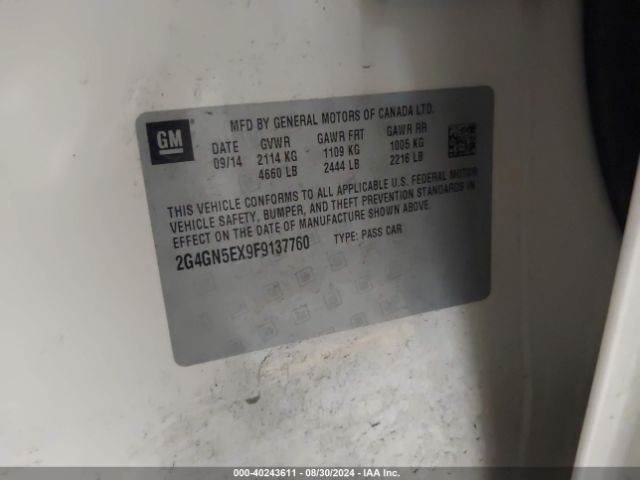 MFD BY GENERAL MOTORS OF CANADA LTD.
GM
DATE GVWR GAWR FRT GAWR RR
09/14 2114 KG 1109 KG 1005 KG
4660 LB 2444 LB 2216 LB
THIS VEHICLE CONFORMS TO ALL APPLICABLE U.S. FEDERAL MOTOR
VEHICLE SAFETY, BUMPER, AND THEFT PREVENTION STANDARDS IN
EFFECT ON THE DATE OF MANUFACTURE SHOWN ABOVE.
2G4GN5EX9F9137760 TYPE: PASS CAR
000-40243611 - 08/30/2024 - IAA Inc.